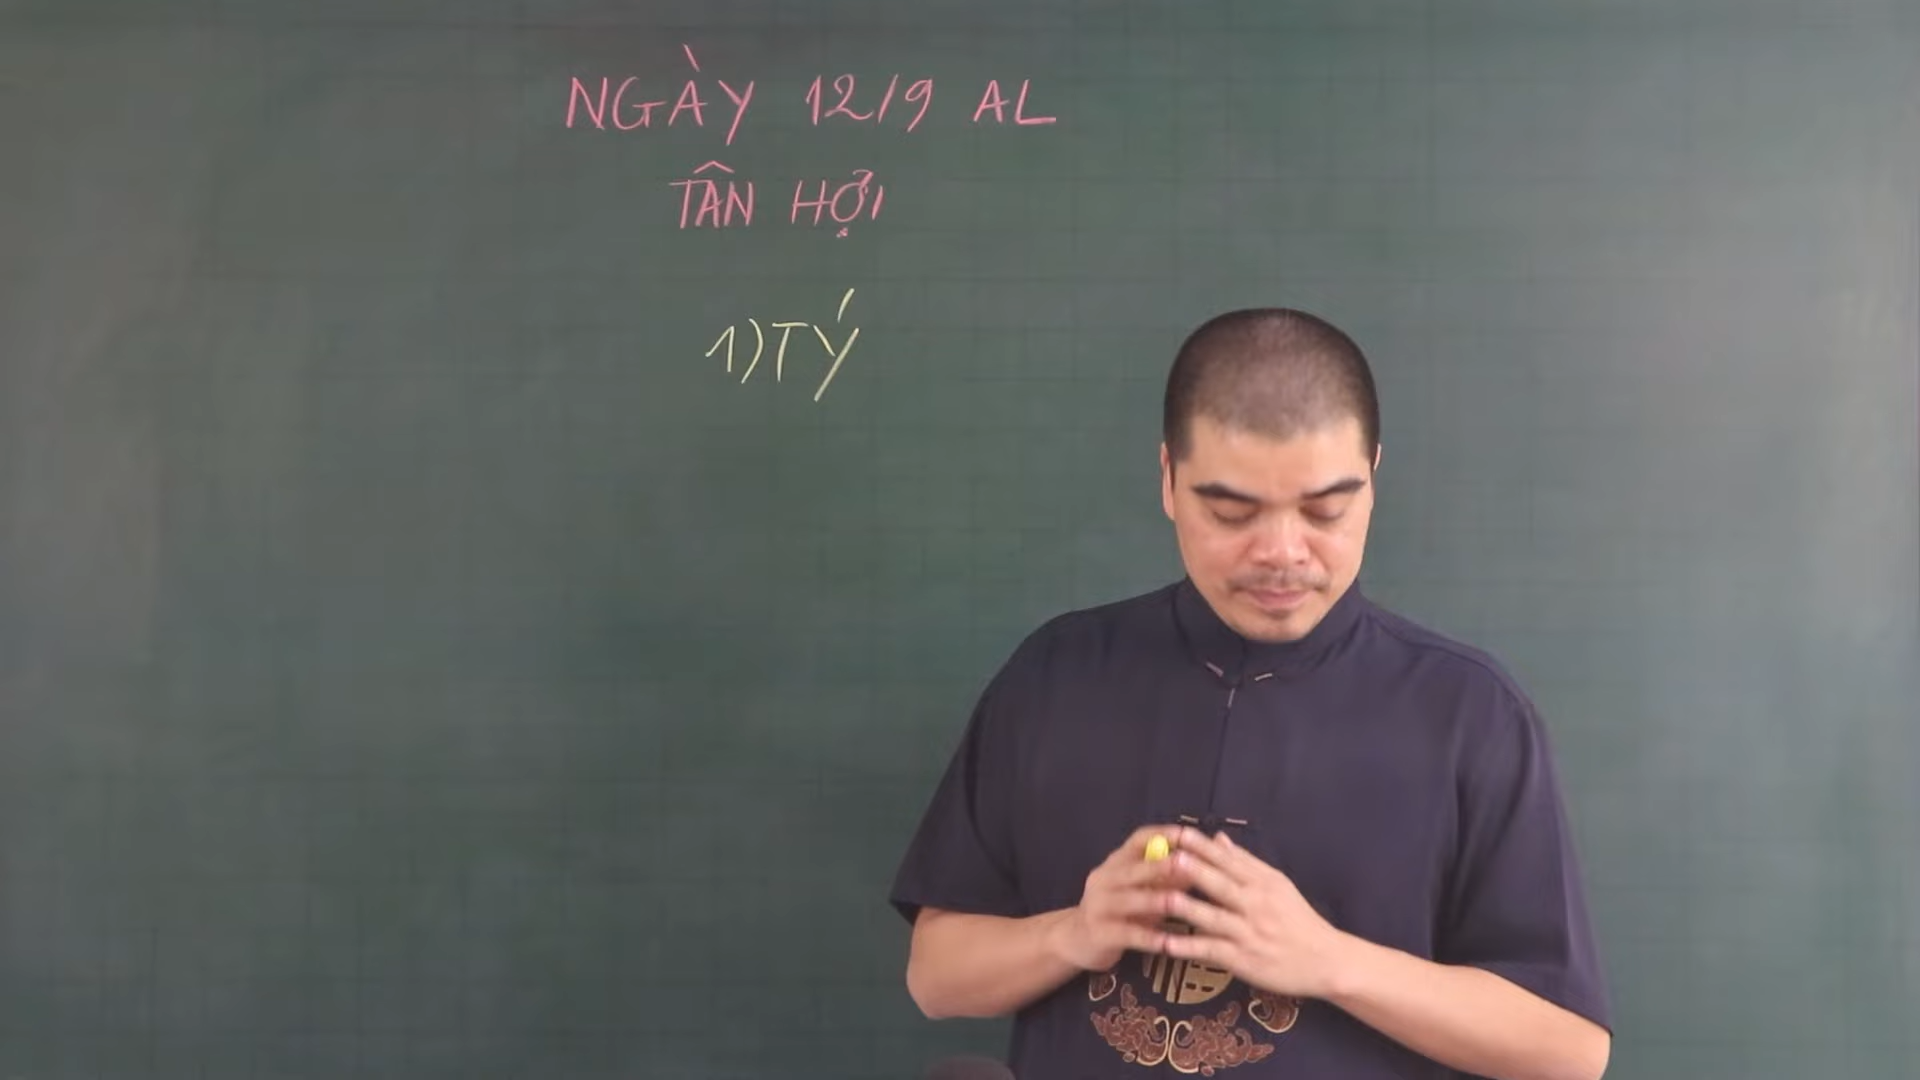 NGÀY 12/9 AL
TÂN HỢI
1) TÝ